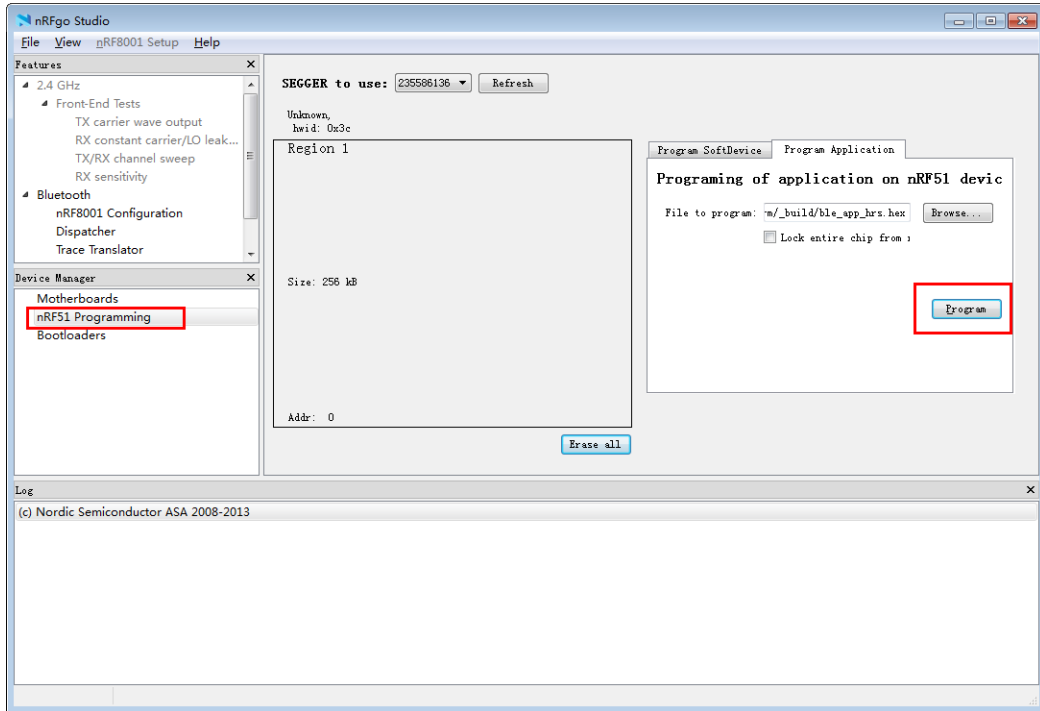 nRFgo Studio
File View nRF8001 Setup Help
Features
2.4 GHz
Front-End Tests
TX carrier wave output
RX constant carrier/LO leak...
TX/RX channel sweep
RX sensitivity
Bluetooth
nRF8001 Configuration
Dispatcher
Trace Translator
Device Manager
Motherboards
nRF51 Programming
Bootloaders
SEGGER to use: 235586136 Refresh
Unknown,
hwid: 0x3c
Region 1
Size: 256 kB
Addr: 0
Erase all
Program SoftDevice Program Application
Programing of application on nRF51 devic
File to program: m/_build/ble_app_hrs.hex Browse...
Lock entire chip from
Program
Log
(c) Nordic Semiconductor ASA 2008-2013